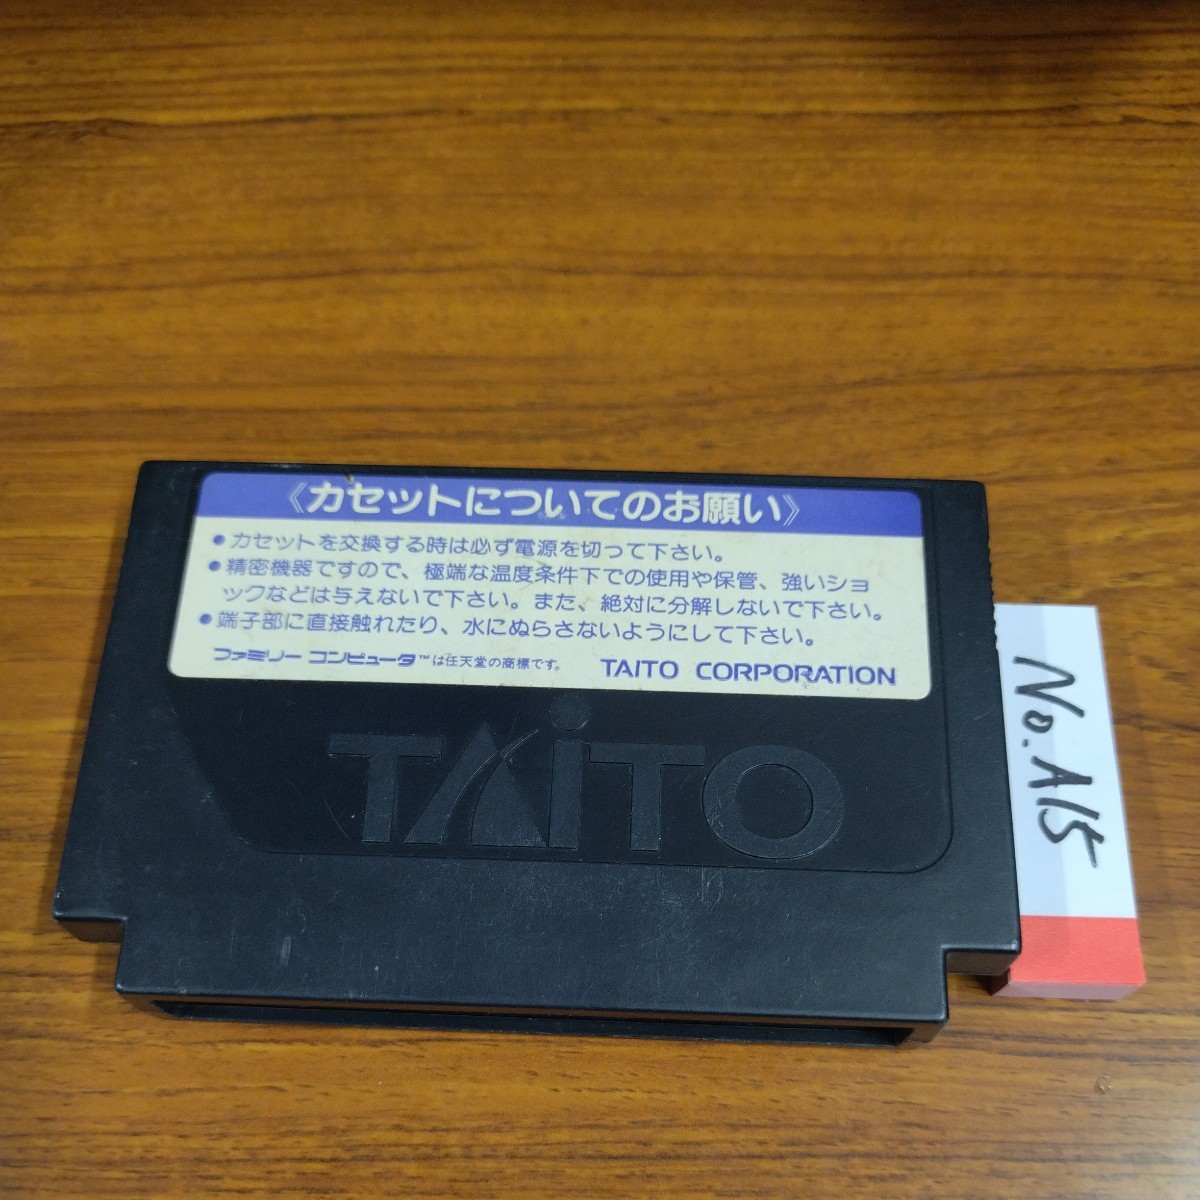 《カセットについてのお願い》
●カセットを交換する時は必ず電源を切って下さい。
●精密機器ですので、極端な温度条件下での使用や保管、強いショ
ックなどは与えないで下さい。また、絶対に分解しないで下さい。
●端子部に直接触れたり、水にぬらさないようにして下さい。
ファミリー コンピュータ™は任天堂の商標です。 TAITO CORPORATION
TAiTO
No.A15